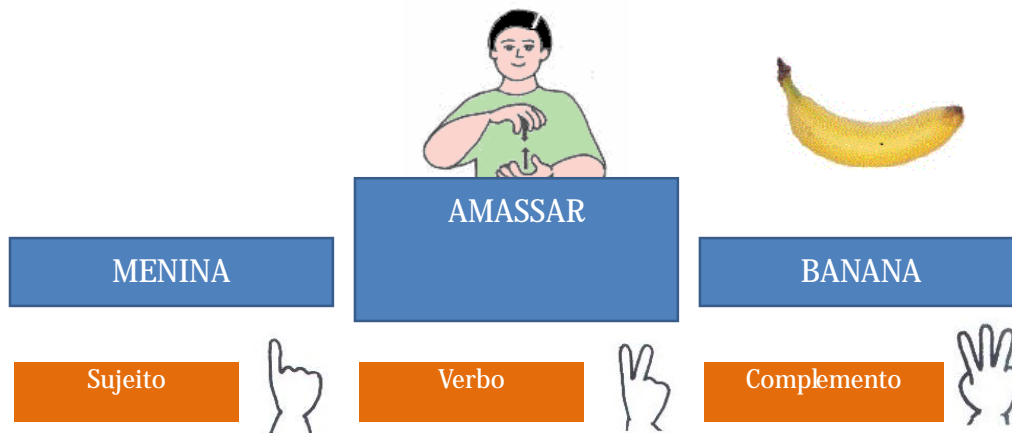 AMASSAR
MENINA
BANANA
Sujeito
Verbo
Complemento